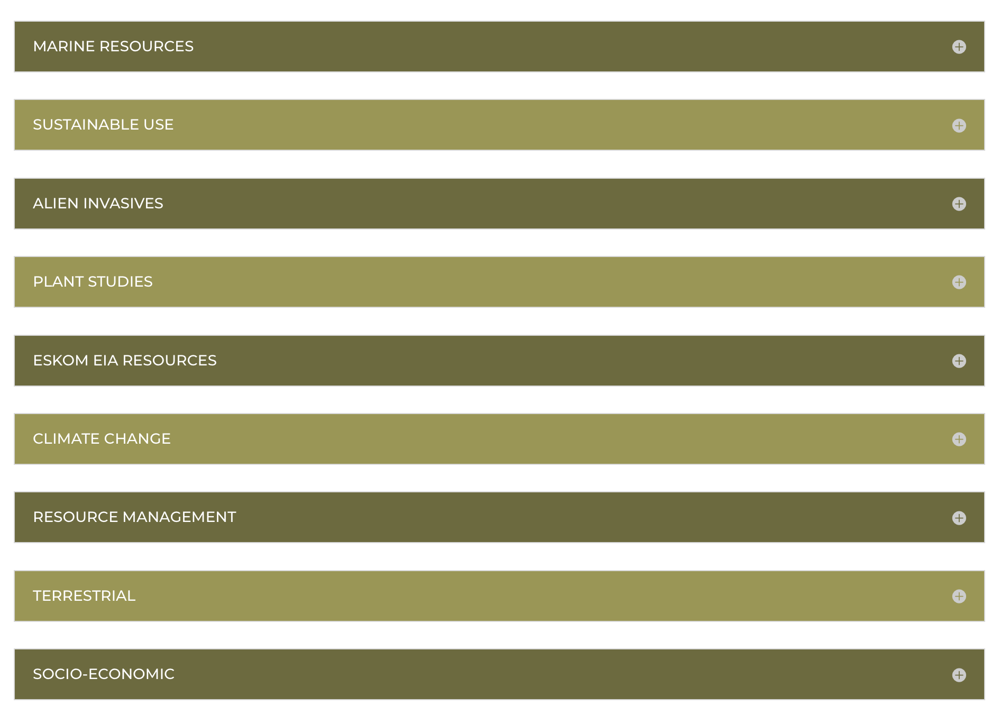 MARINE RESOURCES
SUSTAINABLE USE
ALIEN INVASIVES
PLANT STUDIES
ESKOM EIA RESOURCES
CLIMATE CHANGE
RESOURCE MANAGEMENT
TERRESTRIAL
SOCIO-ECONOMIC